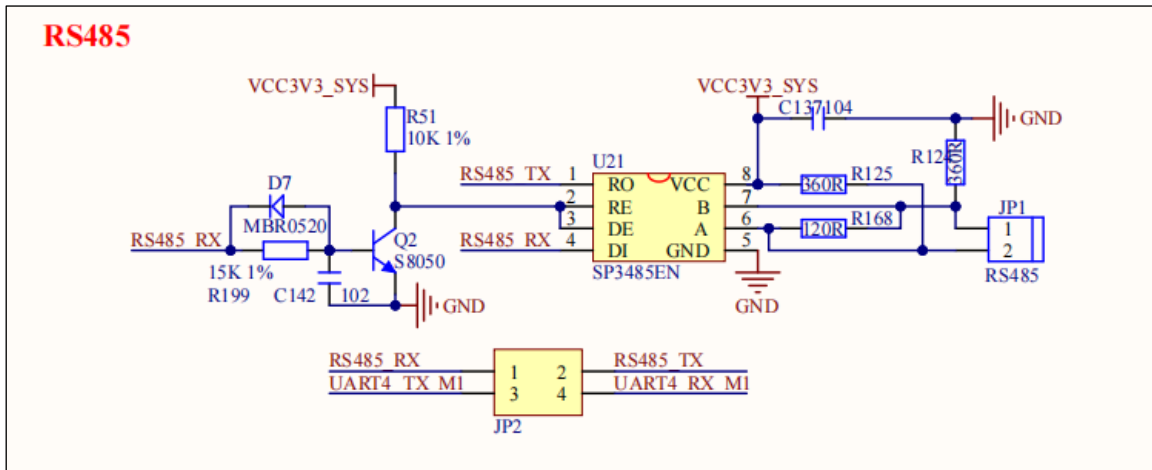 RS485
VCC3V3_SYS
R51
10K 1%
D7
MBR0520
RS485_RX
15K 1%
R199
C142
102
Q2
S8050
GND
VCC3V3_SYS
C137 104
GND
R124
360R
U21
RS485_TX 1 RO VCC 8
360R R125
2 RE B 7
3 DE A 6
120R R168
RS485_RX 4 DI GND 5
SP3485EN
GND
JP1
1
2
RS485
RS485_RX 1 2 RS485_TX
UART4_TX_M1 3 4 UART4_RX_M1
JP2